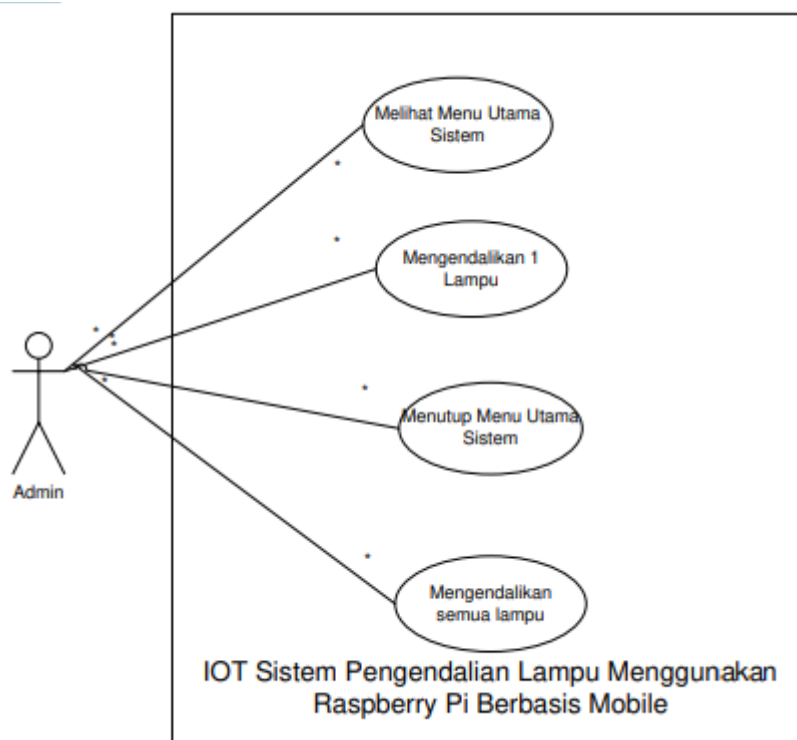 Melihat Menu Utama
Sistem
*
*
Mengendalikan 1
Lampu
*
*
*
*
*
Menutup Menu Utama
Sistem
Admin
*
Mengendalikan
semua lampu
IOT Sistem Pengendalian Lampu Menggunakan
Raspberry Pi Berbasis Mobile